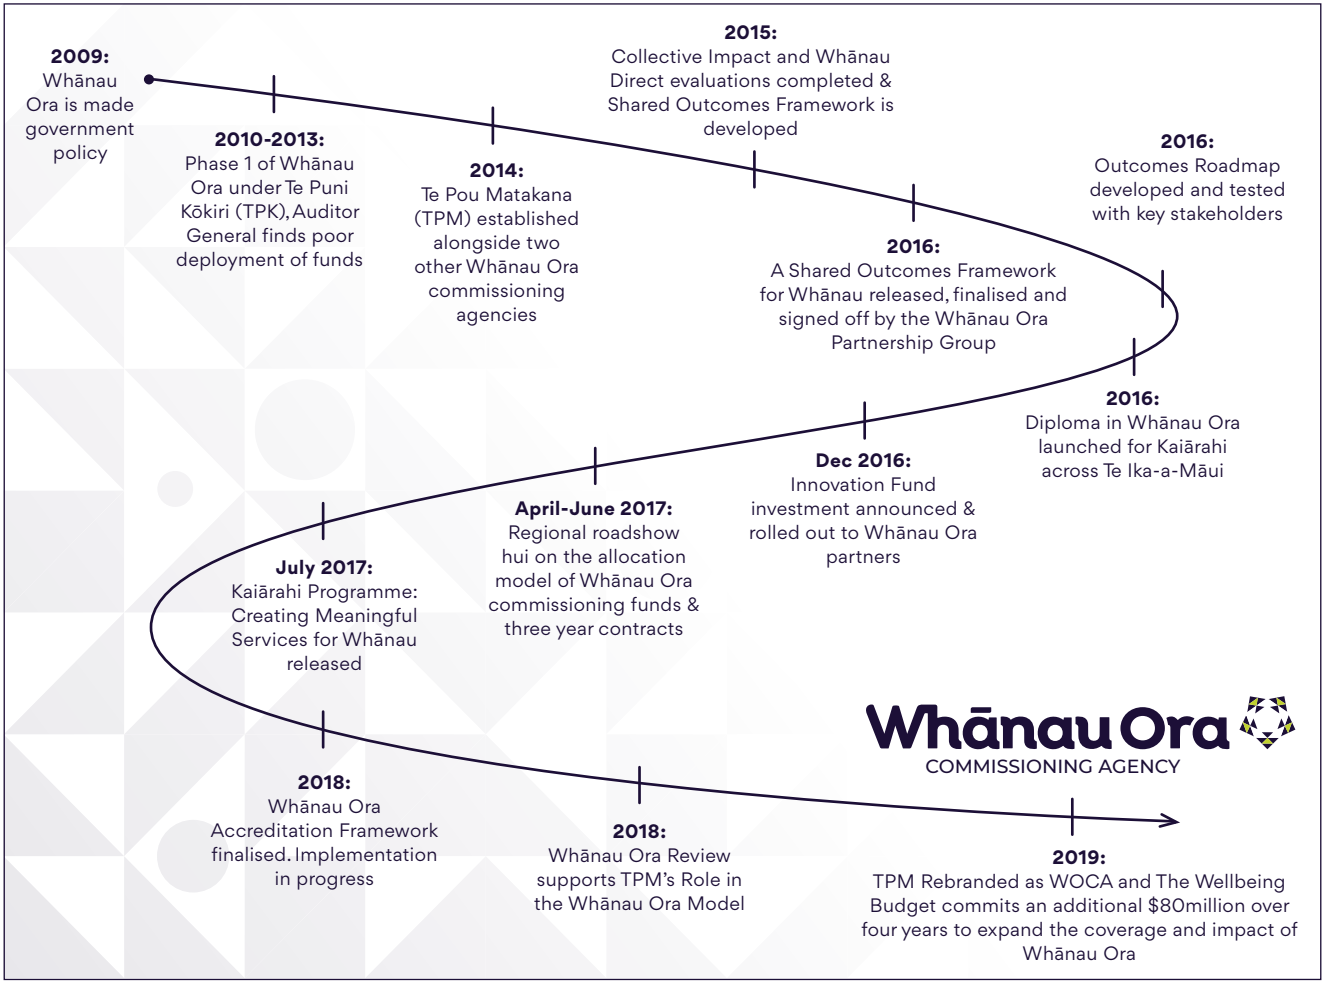 2009:
Whānau
Ora is made
government
policy
2010-2013:
Phase 1 of Whānau
Ora under Te Puni
Kōkiri (TPK), Auditor
General finds poor
deployment of funds
2014:
Te Pou Matakana
(TPM) established
alongside two
other Whānau Ora
commissioning
agencies
2015:
Collective Impact and Whānau
Direct evaluations completed &
Shared Outcomes Framework is
developed
2016:
A Shared Outcomes Framework
for Whānau released, finalised and
signed off by the Whānau Ora
Partnership Group
2016:
Outcomes Roadmap
developed and tested
with key stakeholders
2016:
Diploma in Whānau Ora
launched for Kaiārahi
across Te Ika-a-Māui
Dec 2016:
Innovation Fund
investment announced &
rolled out to Whānau Ora
partners
April-June 2017:
Regional roadshow
hui on the allocation
model of Whānau Ora
commissioning funds &
three year contracts
July 2017:
Kaiārahi Programme:
Creating Meaningful
Services for Whānau
released
2018:
Whānau Ora
Accreditation Framework
finalised. Implementation
in progress
2018:
Whānau Ora Review
supports TPM's Role in
the Whānau Ora Model
Whānau Ora
COMMISSIONING AGENCY
2019:
TPM Rebranded as WOCA and The Wellbeing
Budget commits an additional $80million over
four years to expand the coverage and impact of
Whānau Ora